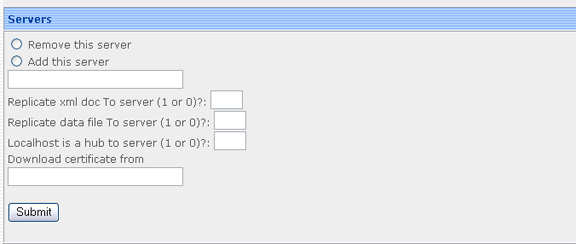 Servers
Remove this server
Add this server
Replicate xml doc To server (1 or 0)?:
Replicate data file To server (1 or 0)?:
Localhost is a hub to server (1 or 0)?:
Download certificate from
Submit